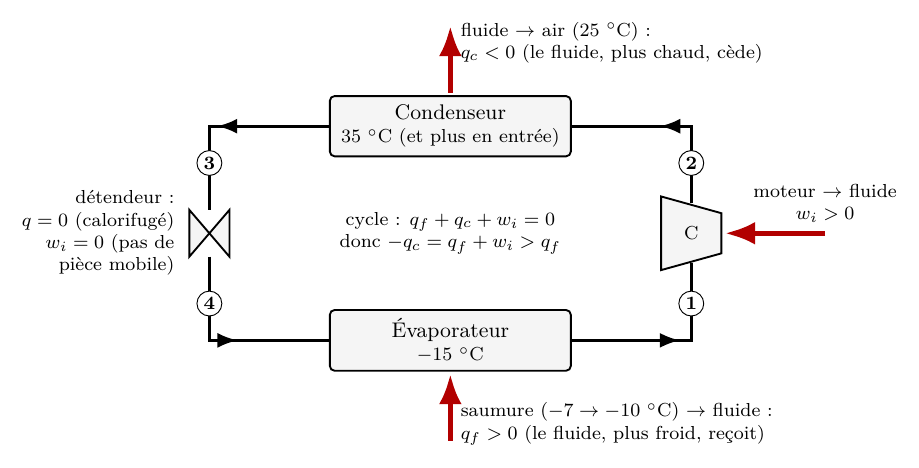 fluide → air (25 °C) :
q_c < 0 (le fluide, plus chaud, cède)
Condenseur
35 °C (et plus en entrée)
3
2
détendeur :
q = 0 (calorifugé)
w_i = 0 (pas de
pièce mobile)
cycle : q_f + q_c + w_i = 0
donc −q_c = q_f + w_i > q_f
C
moteur → fluide
w_i > 0
4
1
Évaporateur
−15 °C
saumure (−7 → −10 °C) → fluide :
q_f > 0 (le fluide, plus froid, reçoit)